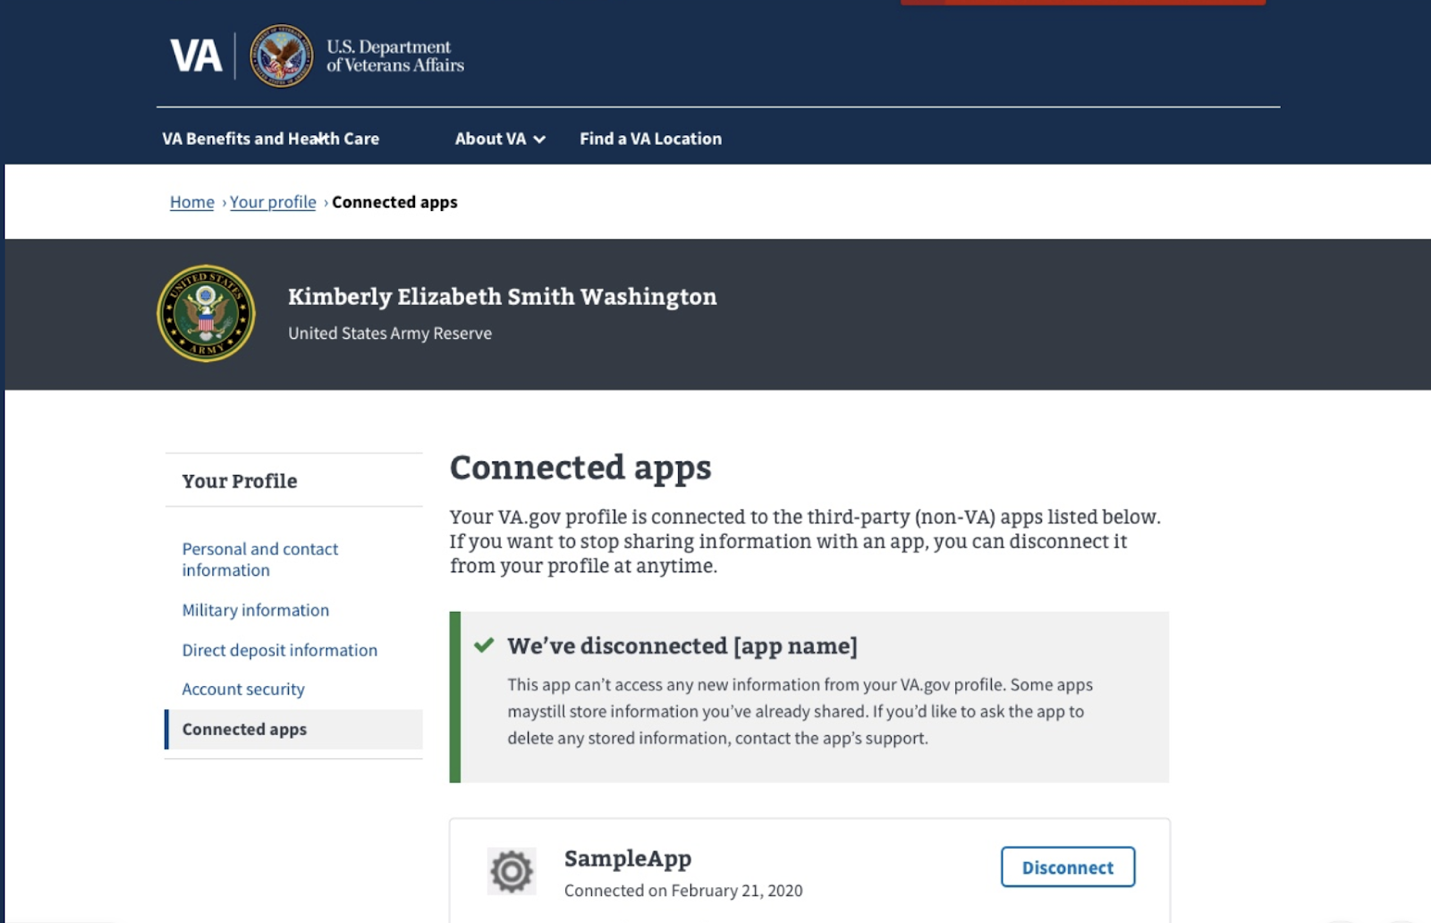 VA
U.S. Department
of Veterans Affairs
VA Benefits and Health Care
About VA
Find a VA Location
Home › Your profile › Connected apps
UNITED STATES
ARMY
Kimberly Elizabeth Smith Washington
United States Army Reserve
Your Profile
Personal and contact
information
Military information
Direct deposit information
Account security
Connected apps
Connected apps
Your VA.gov profile is connected to the third-party (non-VA) apps listed below.
If you want to stop sharing information with an app, you can disconnect it
from your profile at anytime.
We’ve disconnected [app name]
This app can’t access any new information from your VA.gov profile. Some apps
maystill store information you’ve already shared. If you’d like to ask the app to
delete any stored information, contact the app’s support.
SampleApp
Connected on February 21, 2020
Disconnect